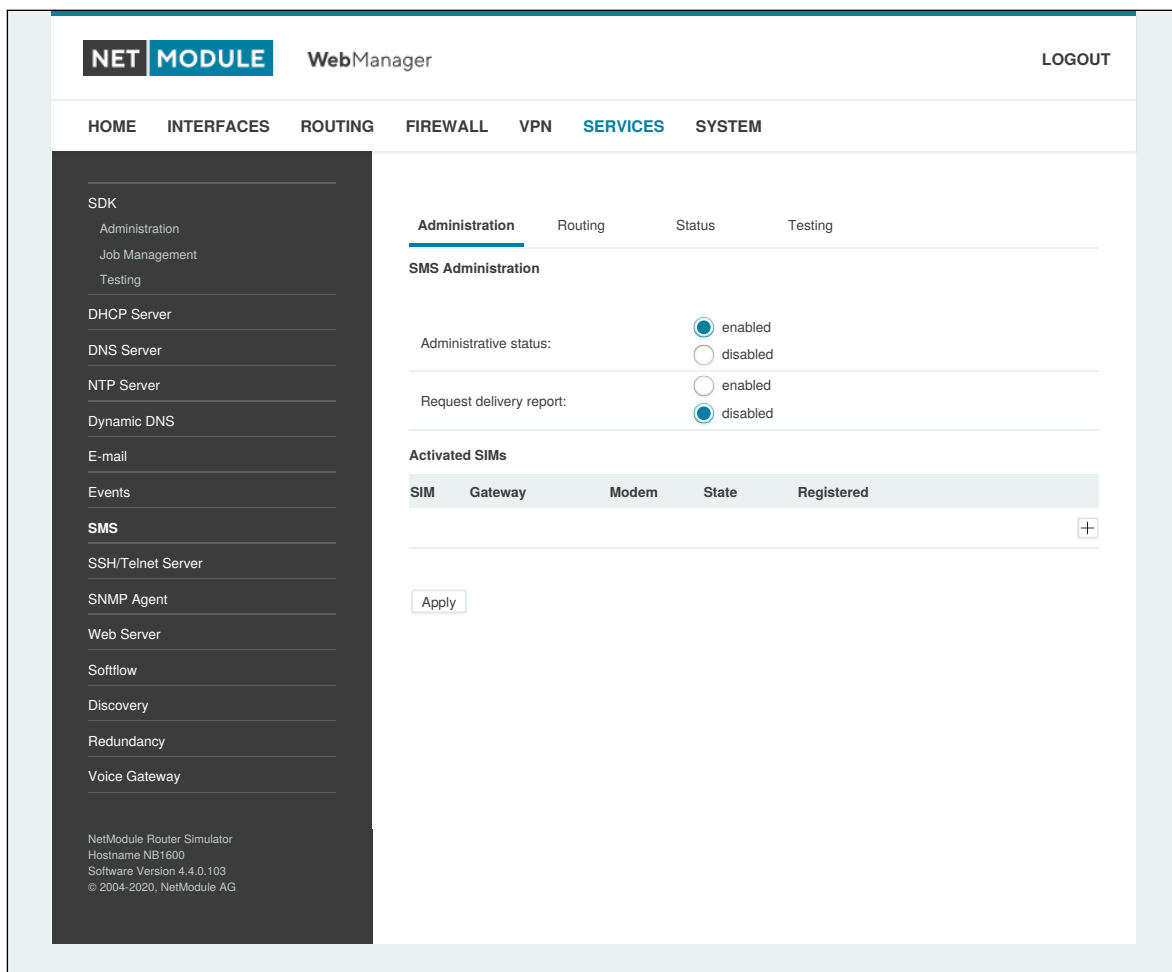 NET MODULE WebManager LOGOUT
HOME INTERFACES ROUTING FIREWALL VPN SERVICES SYSTEM
SDK
Administration
Job Management
Testing
DHCP Server
DNS Server
NTP Server
Dynamic DNS
E-mail
Events
SMS
SSH/Telnet Server
SNMP Agent
Web Server
Softflow
Discovery
Redundancy
Voice Gateway
NetModule Router Simulator
Hostname NB1600
Software Version 4.4.0.103
© 2004-2020, NetModule AG
Administration Routing Status Testing
SMS Administration
Administrative status:
enabled
disabled
Request delivery report:
enabled
disabled
Activated SIMs
SIM Gateway Modem State Registered
Apply